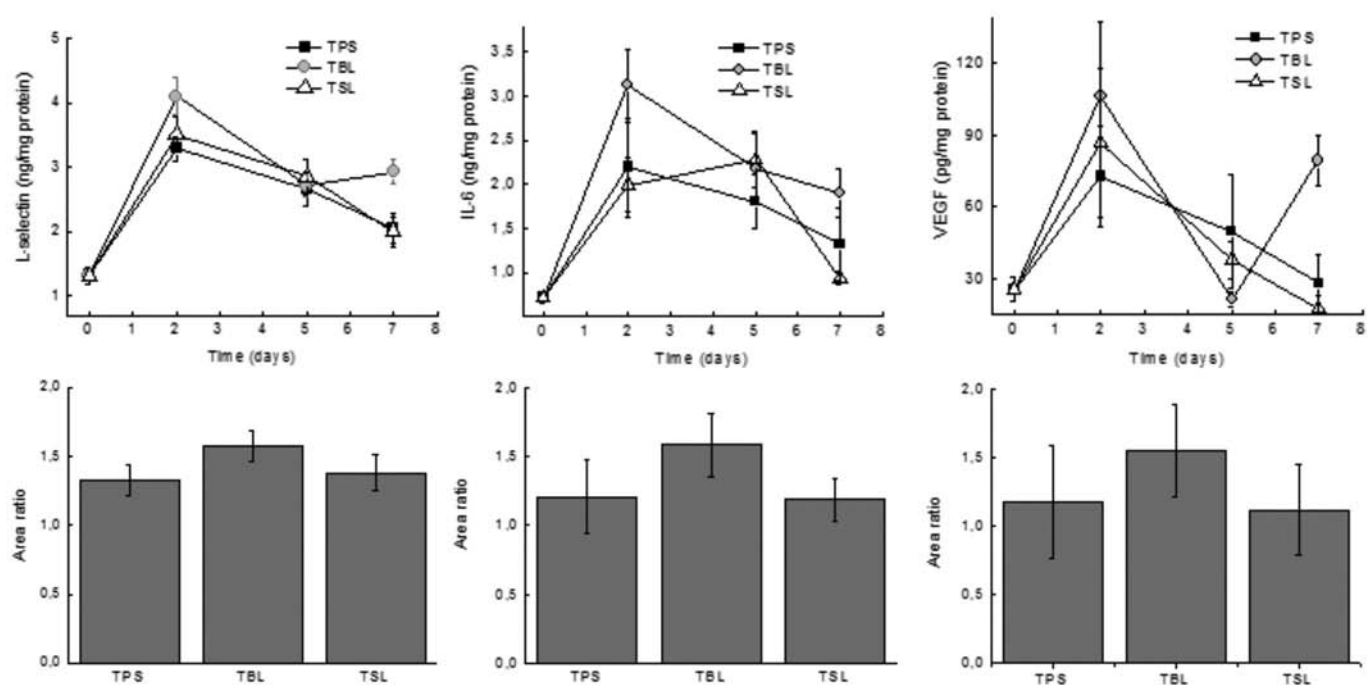 5
4
3
2
1
L-selectin (ng/mg protein)
TPS
TBL
TSL
0 1 2 3 4 5 6 7 8
Time (days)
3,5
3,0
2,5
2,0
1,5
1,0
IL-6 (ng/mg protein)
TPS
TBL
TSL
0 1 2 3 4 5 6 7 8
Time (days)
120
90
60
30
VEGF (pg/mg protein)
TPS
TBL
TSL
0 1 2 3 4 5 6 7 8
Time (days)
2,0
1,5
1,0
0,5
0,0
Area ratio
TPS TBL TSL
2,0
1,5
1,0
0,5
0,0
Area ratio
TPS TBL TSL
2,0
1,5
1,0
0,5
0,0
Area ratio
TPS TBL TSL